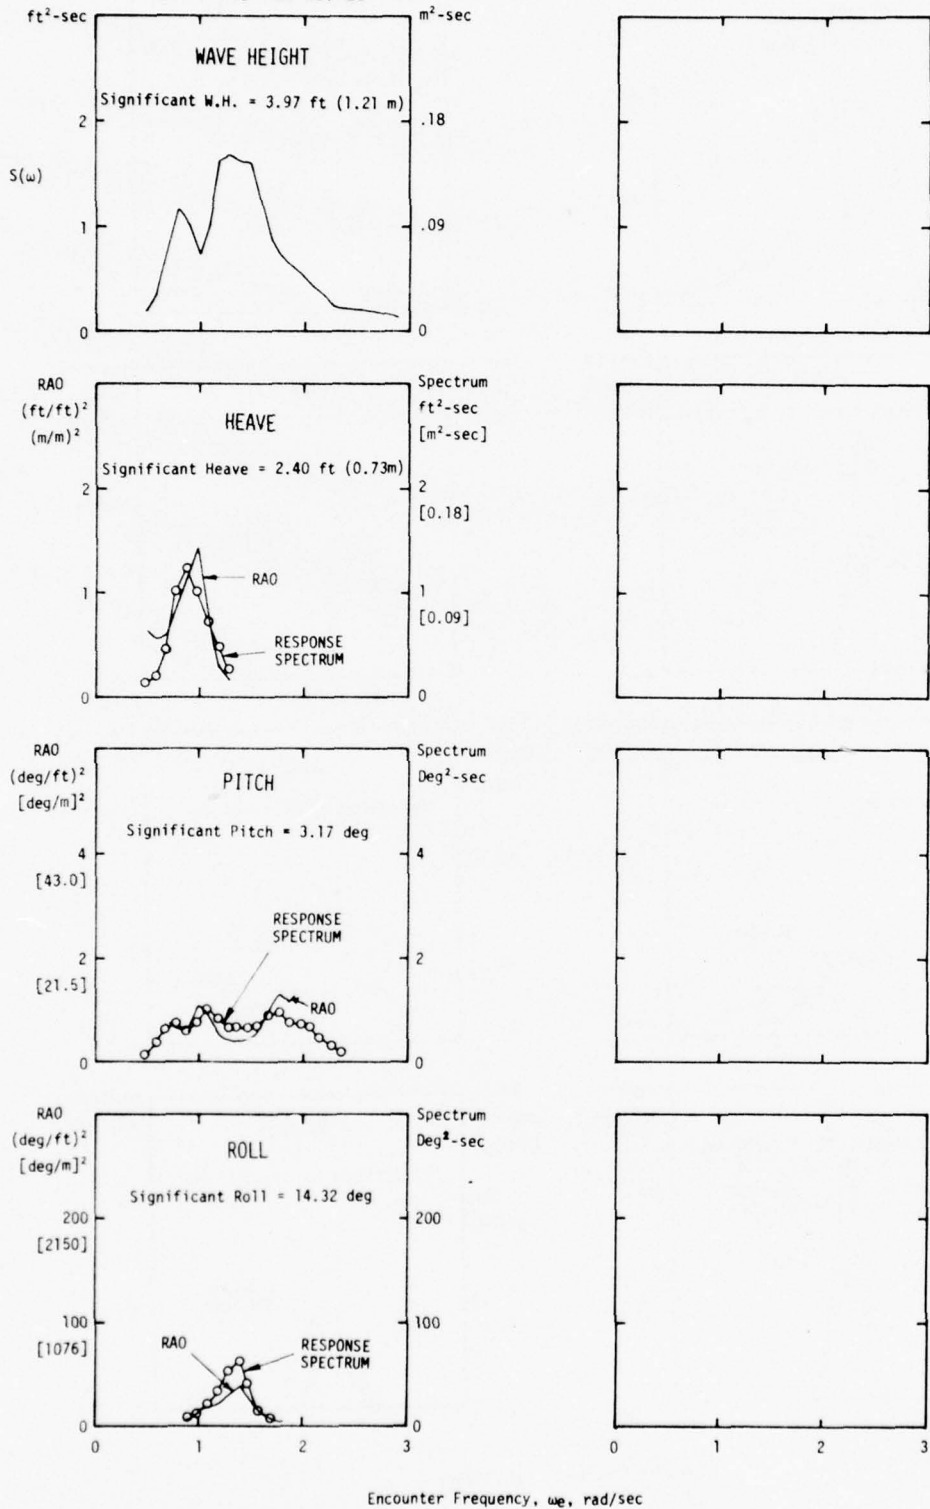 ft²-sec
m²-sec
WAVE HEIGHT
Significant W.H. = 3.97 ft (1.21 m)
2
.18
S(ω)
1
.09
0
0
RAO
(ft/ft)²
(m/m)²
Spectrum
ft²-sec
[m²-sec]
HEAVE
Significant Heave = 2.40 ft (0.73m)
2
2
[0.18]
RAO
1
1
[0.09]
RESPONSE
SPECTRUM
0
0
RAO
(deg/ft)²
[deg/m]²
Spectrum
Deg²-sec
PITCH
Significant Pitch = 3.17 deg
4
[43.0]
4
RESPONSE
SPECTRUM
2
[21.5]
2
RAO
0
0
RAO
(deg/ft)²
[deg/m]²
Spectrum
Deg²-sec
ROLL
Significant Roll = 14.32 deg
200
[2150]
200
100
[1076]
100
RAO
RESPONSE
SPECTRUM
0
0
0 1 2 3
0 1 2 3
Encounter Frequency, ωe, rad/sec